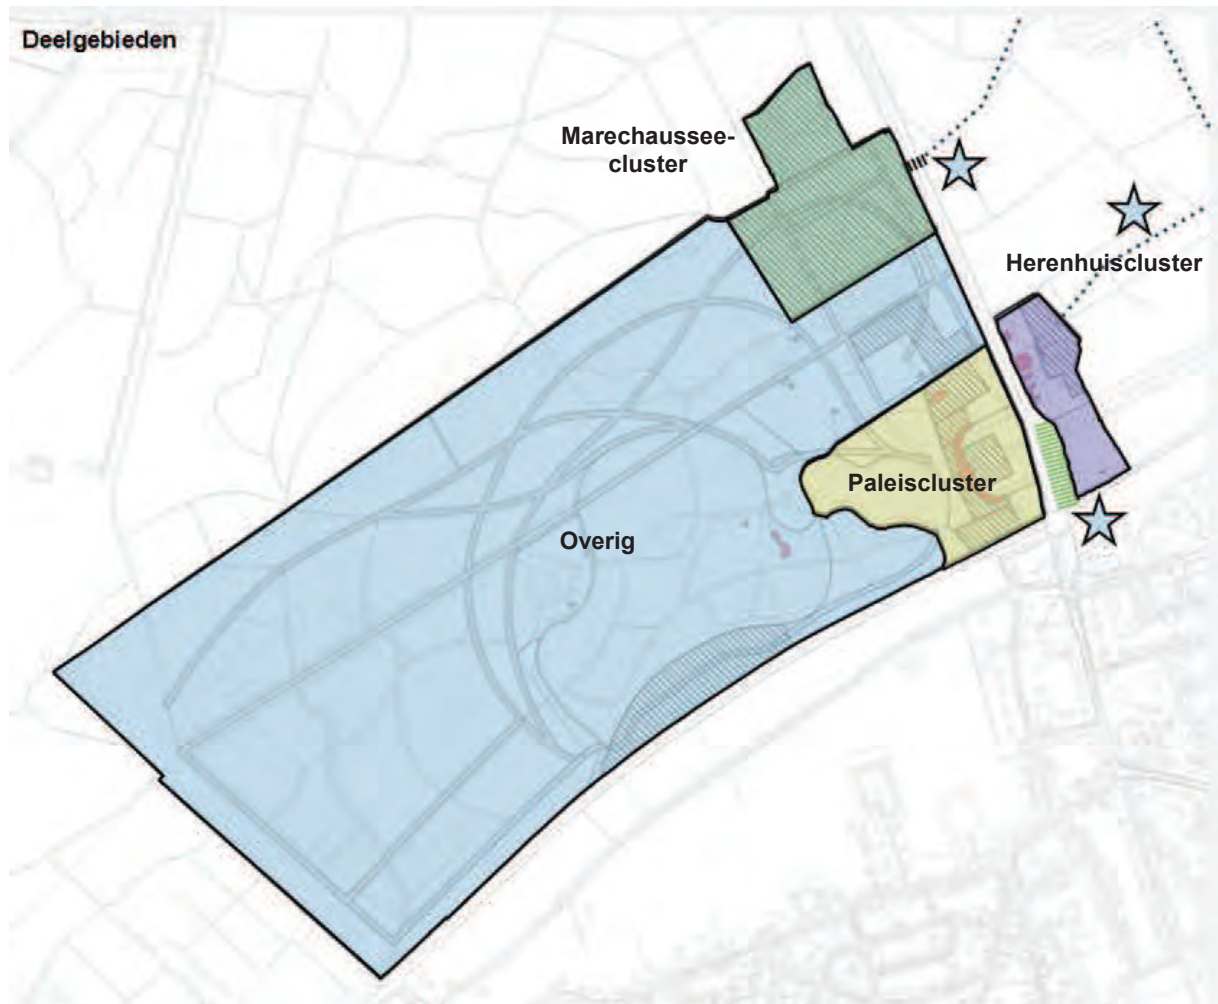 Deelgebieden
Marechaussee-
cluster
Herenhuiscluster
Paleiscluster
Overig